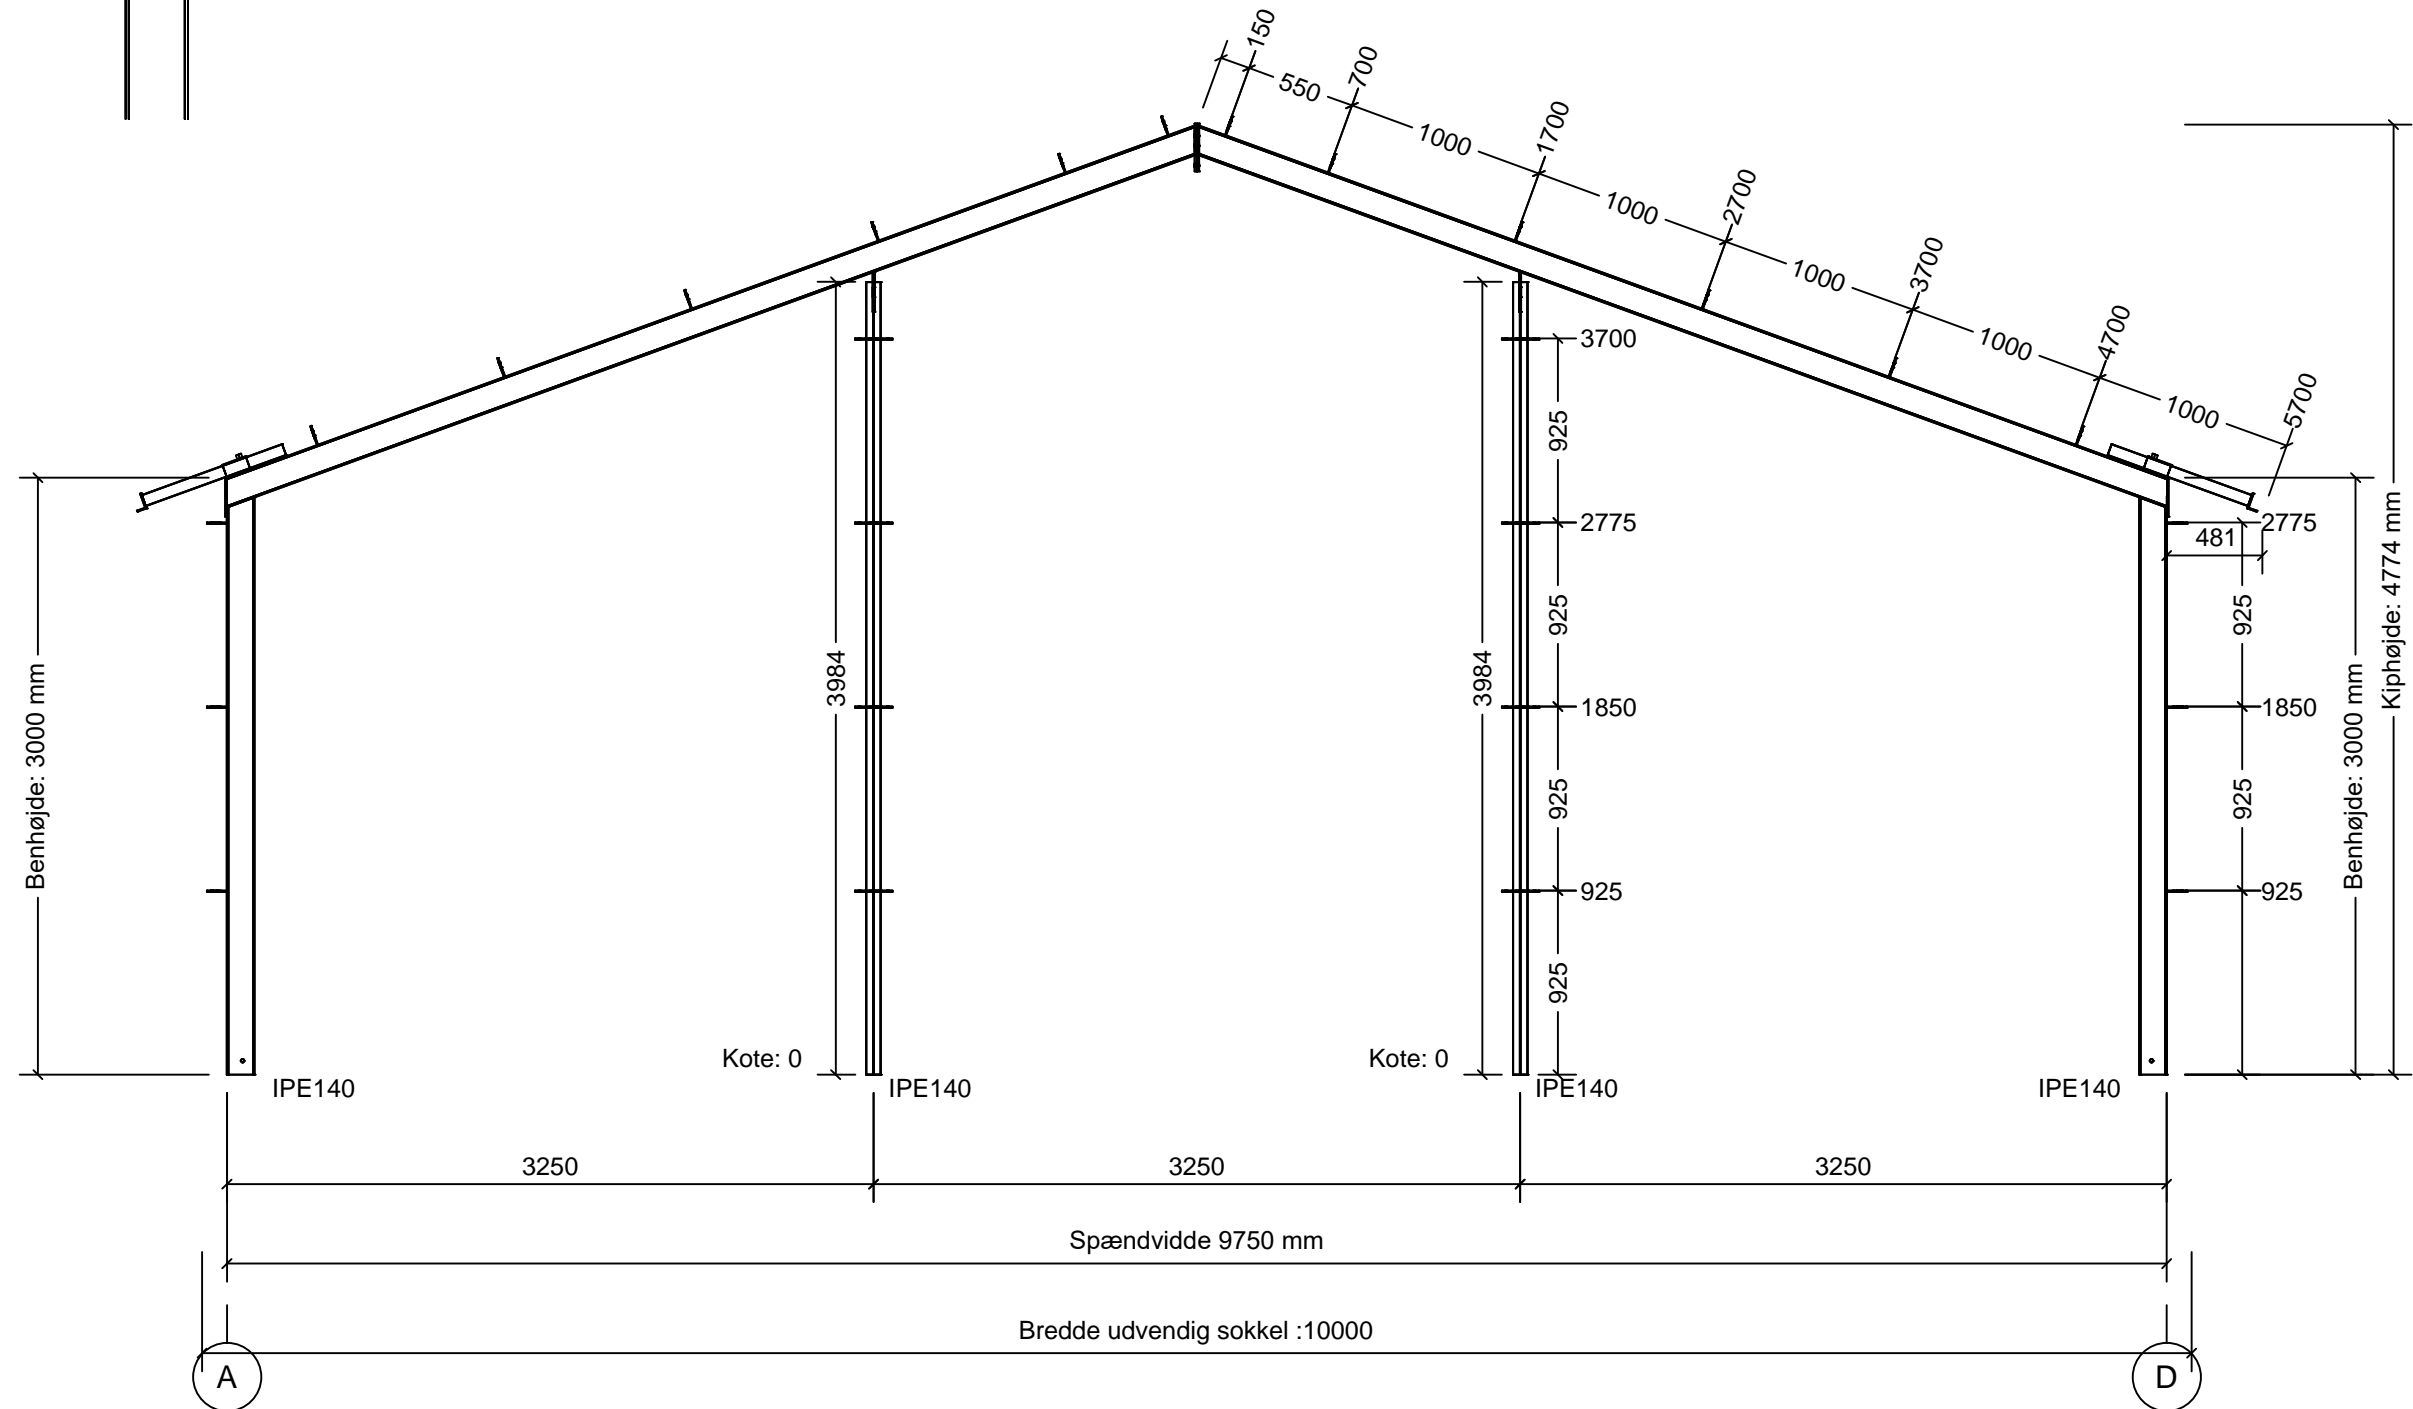 150
550
700
1000
1700
1000
2700
1000
3700
1000
4700
1000
5700
3700
925
2775
925
1850
925
925
925
3984
3984
2775
481
925
1850
925
925
Benhøjde: 3000 mm
Benhøjde: 3000 mm
Kiphøjde: 4774 mm
Kote: 0
Kote: 0
IPE140
IPE140
IPE140
IPE140
3250
3250
3250
Spændvidde 9750 mm
Bredde udvendig sokkel :10000
A
D